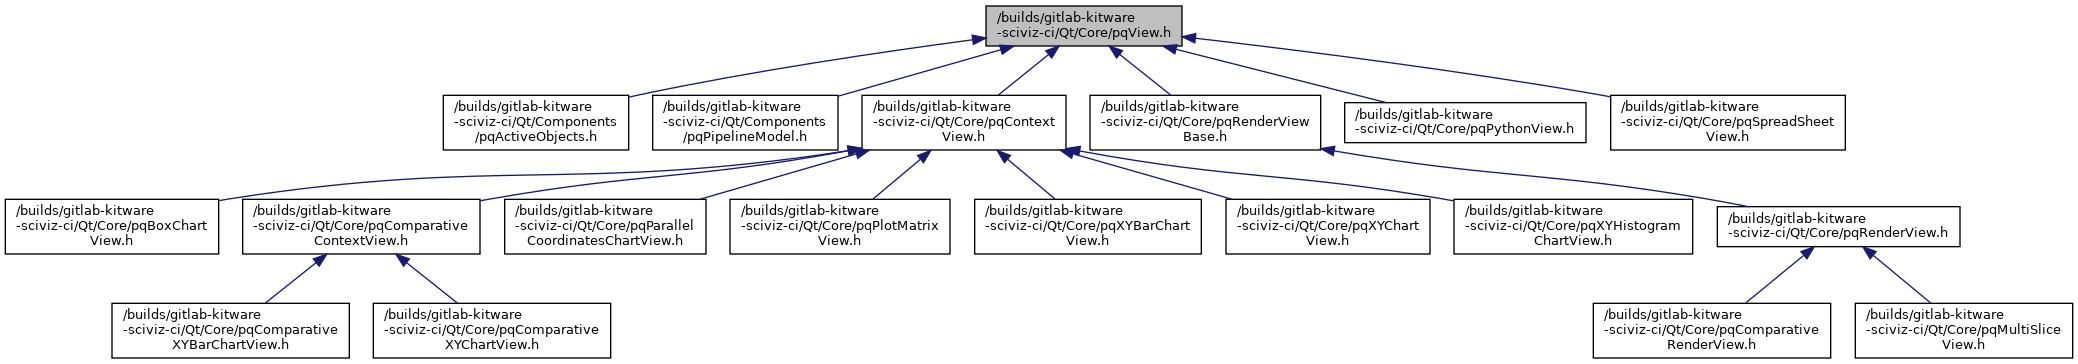 /builds/gitlab-kitware
-sciviz-ci/Qt/Core/pqView.h
/builds/gitlab-kitware
-sciviz-ci/Qt/Components
/pqActiveObjects.h
/builds/gitlab-kitware
-sciviz-ci/Qt/Components
/pqPipelineModel.h
/builds/gitlab-kitware
-sciviz-ci/Qt/Core/pqContext
View.h
/builds/gitlab-kitware
-sciviz-ci/Qt/Core/pqRenderView
Base.h
/builds/gitlab-kitware
-sciviz-ci/Qt/Core/pqPythonView.h
/builds/gitlab-kitware
-sciviz-ci/Qt/Core/pqSpreadSheet
View.h
/builds/gitlab-kitware
-sciviz-ci/Qt/Core/pqBoxChart
View.h
/builds/gitlab-kitware
-sciviz-ci/Qt/Core/pqComparative
ContextView.h
/builds/gitlab-kitware
-sciviz-ci/Qt/Core/pqParallel
CoordinatesChartView.h
/builds/gitlab-kitware
-sciviz-ci/Qt/Core/pqPlotMatrix
View.h
/builds/gitlab-kitware
-sciviz-ci/Qt/Core/pqXYBarChart
View.h
/builds/gitlab-kitware
-sciviz-ci/Qt/Core/pqXYChart
View.h
/builds/gitlab-kitware
-sciviz-ci/Qt/Core/pqXYHistogram
ChartView.h
/builds/gitlab-kitware
-sciviz-ci/Qt/Core/pqRenderView.h
/builds/gitlab-kitware
-sciviz-ci/Qt/Core/pqComparative
XYBarChartView.h
/builds/gitlab-kitware
-sciviz-ci/Qt/Core/pqComparative
XYChartView.h
/builds/gitlab-kitware
-sciviz-ci/Qt/Core/pqComparative
RenderView.h
/builds/gitlab-kitware
-sciviz-ci/Qt/Core/pqMultiSlice
View.h